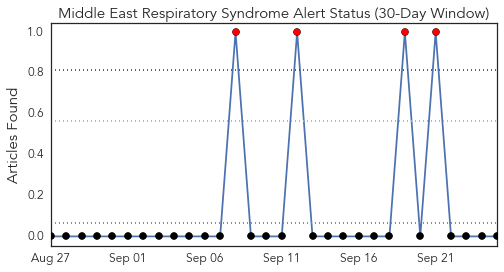 Middle East Respiratory Syndrome Alert Status (30-Day Window)
Articles Found
1.0
0.8
0.6
0.4
0.2
0.0
Aug 27 Sep 01 Sep 06 Sep 11 Sep 16 Sep 21